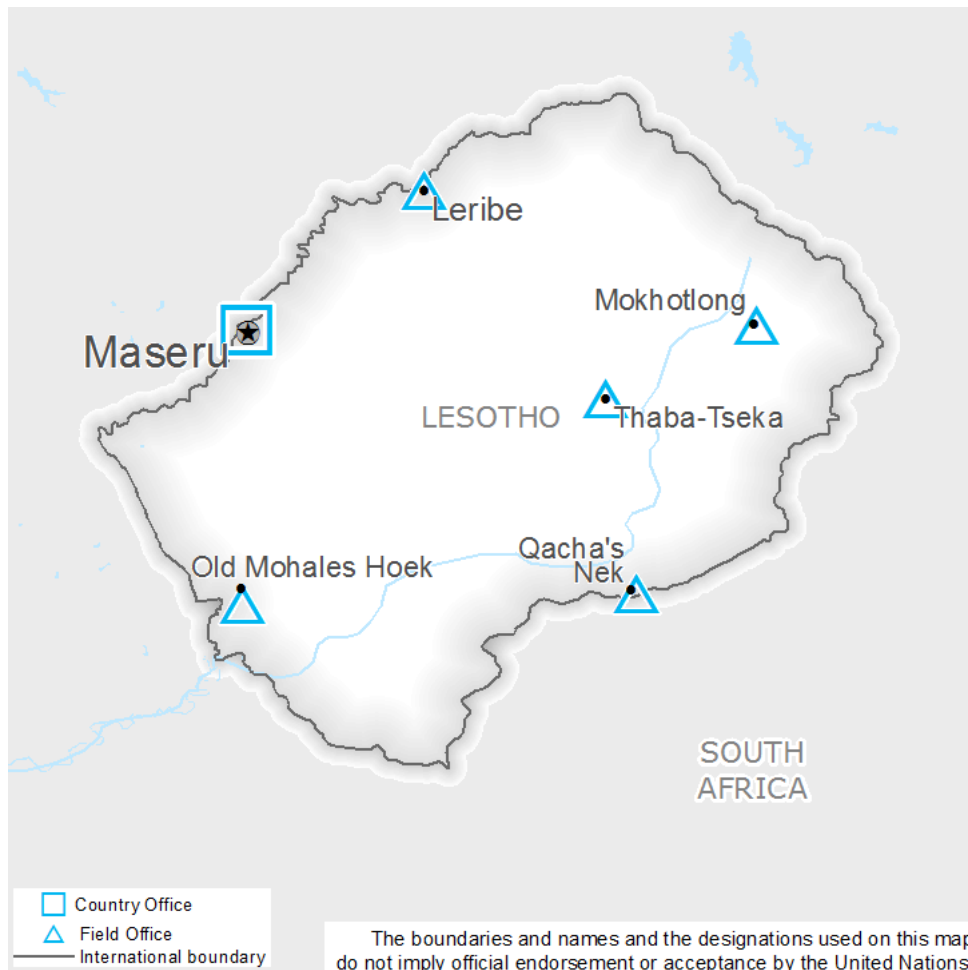 Leribe
Mokhotlong
Maseru
LESOTHO
Thaba-Tseka
Qacha's
Nek
Old Mohales Hoek
SOUTH
AFRICA
Country Office
Field Office
International boundary
The boundaries and names and the designations used on this map
do not imply official endorsement or acceptance by the United Nations.